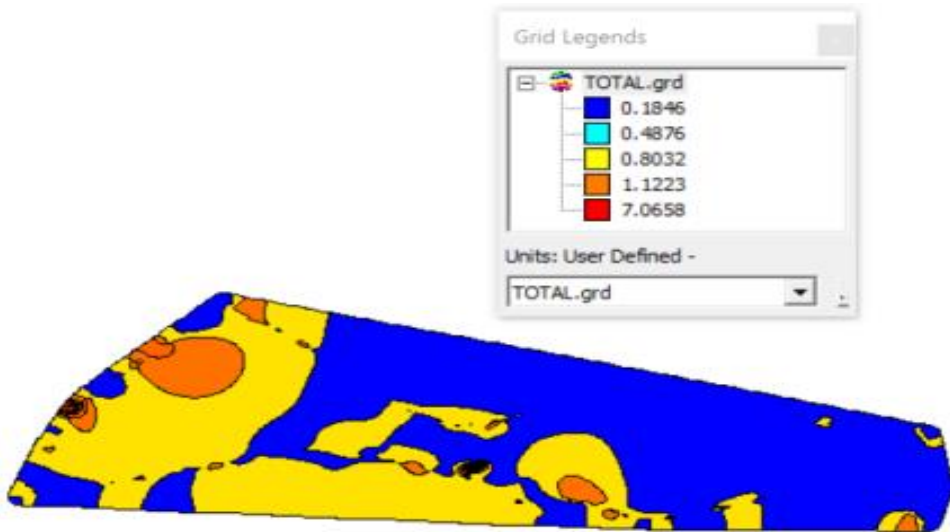 Grid Legends
TOTAL.grd
0.1846
0.4876
0.8032
1.1223
7.0658
Units: User Defined -
TOTAL.grd